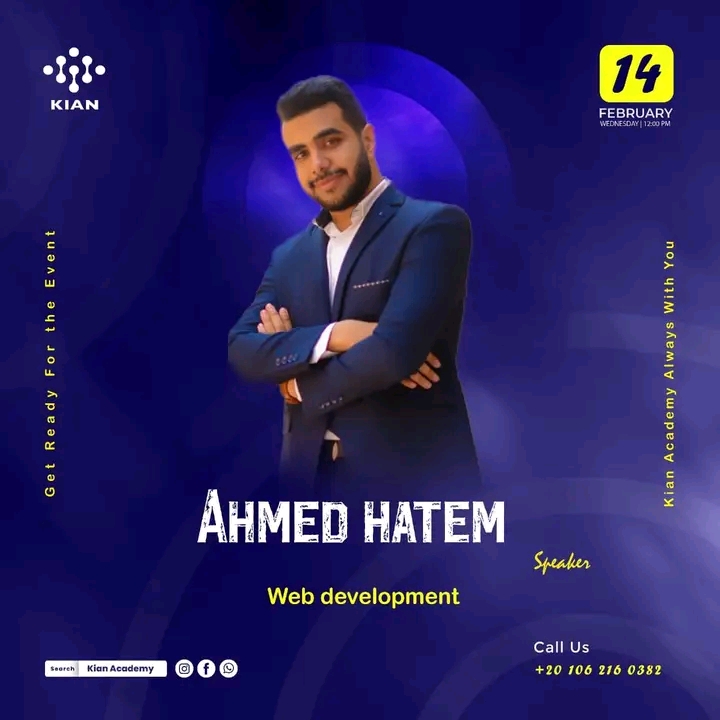 KIAN
14
FEBRUARY
WEDNESDAY | 12:00 PM
Get Ready For the Event
Kian Academy Always With You
AHMED HATEM
Speaker
Web development
Call Us
+20 106 216 0382
Search Kian Academy